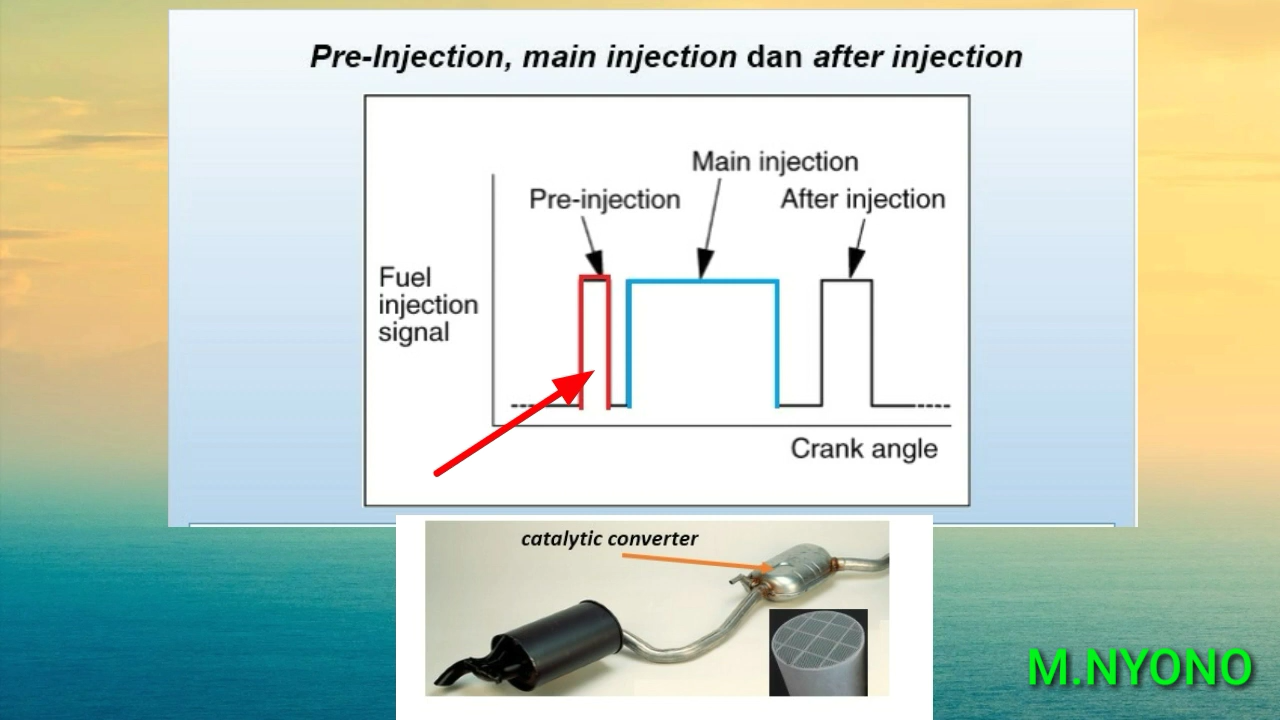 Pre-Injection, main injection dan after injection
Main injection
Pre-injection
After injection
Fuel
injection
signal
Crank angle
catalytic converter
M.NYONO